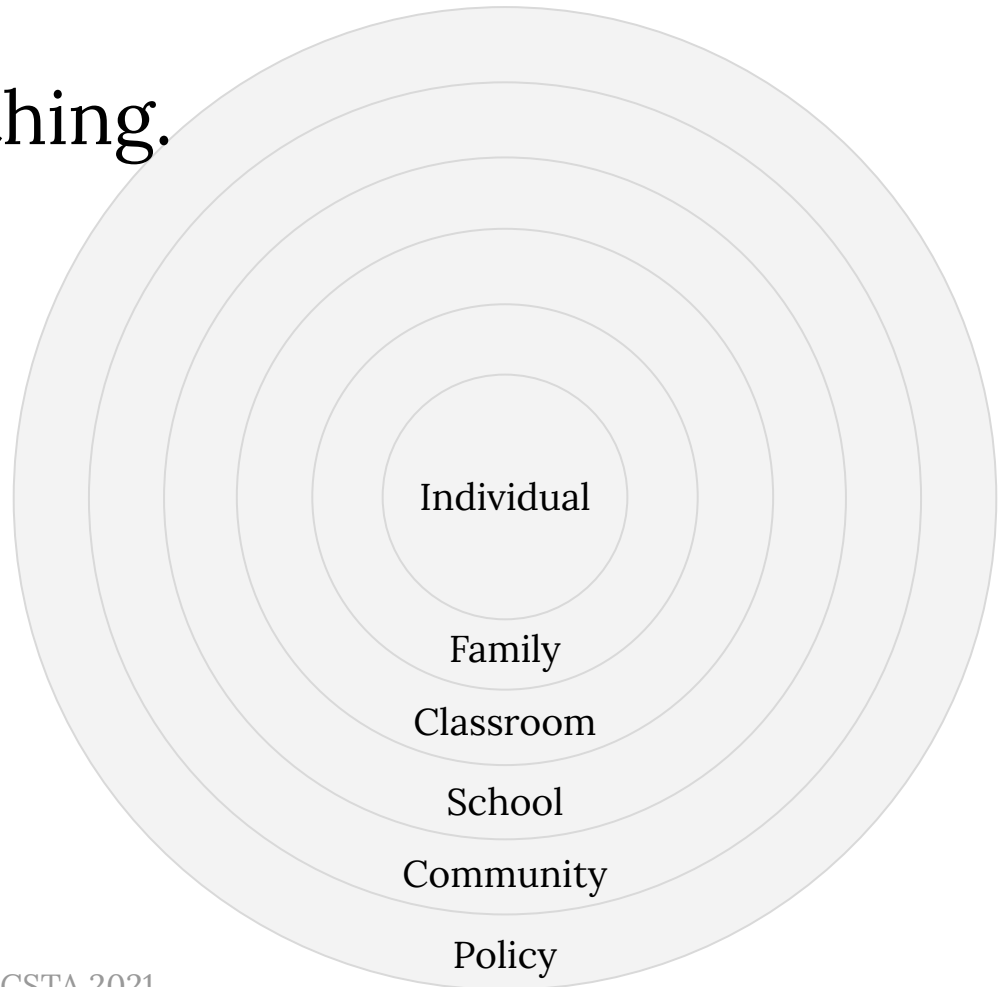 hing.
Individual
Family
Classroom
School
Community
Policy
CSTA 2021